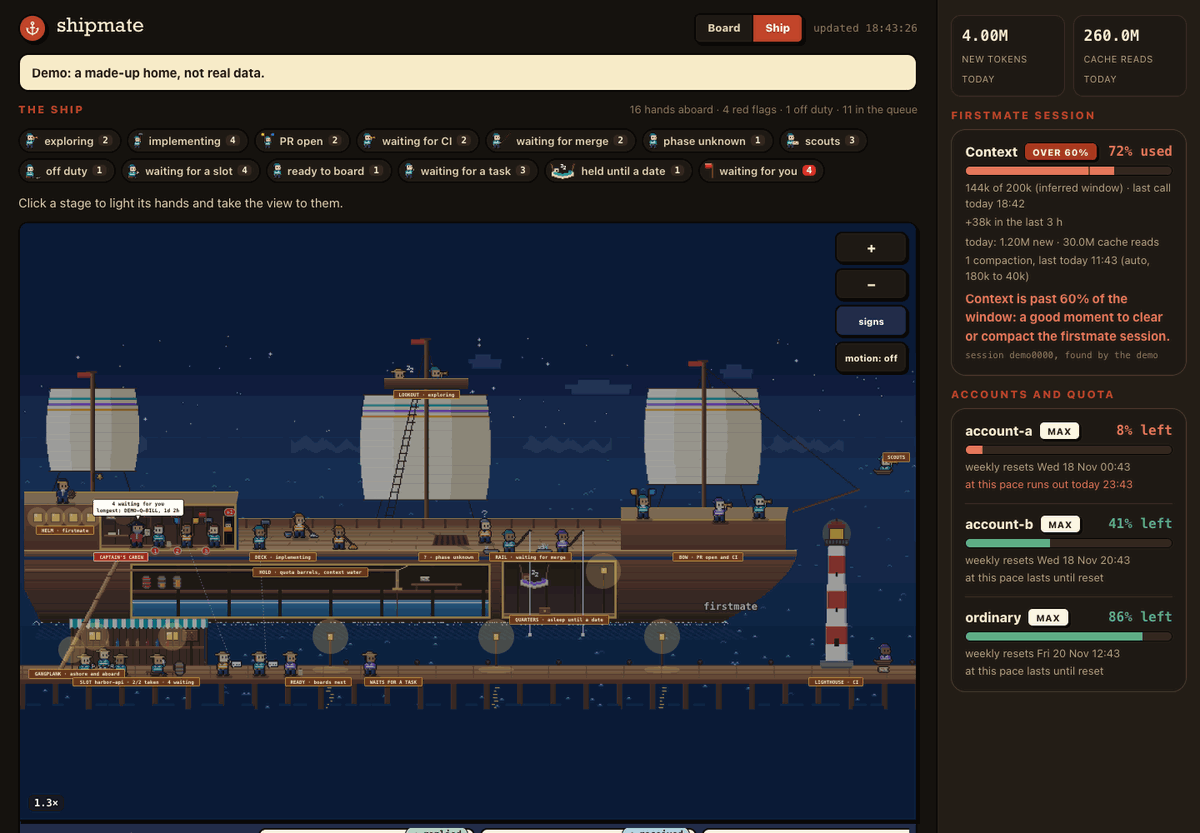 shipmate
Board
Ship
updated 18:43:26
Demo: a made-up home, not real data.
THE SHIP
16 hands aboard · 4 red flags · 1 off duty · 11 in the queue
exploring 2
implementing 4
PR open 2
waiting for CI 2
waiting for merge 2
phase unknown 1
scouts 3
off duty 1
waiting for a slot 4
ready to board 1
waiting for a task 3
held until a date 1
waiting for you 4
Click a stage to light its hands and take the view to them.
+
−
signs
motion: off
LOOKOUT · exploring
SCOUTS
4 waiting for you
longest: DEMO-Q-BILL, 1d 2h
HELM · firstmate
CAPTAIN'S CABIN
DECK · implementing
? · phase unknown
RAIL · waiting for merge
BOW · PR open and CI
HOLD · quota barrels, context water
QUARTERS · asleep until a date
firstmate
GANGPLANK · ashore and aboard
SLOT harbor-api · 2/2 taken · 4 waiting
READY · boards next
WAITS FOR A TASK
LIGHTHOUSE · CI
1.3×
4.00M
NEW TOKENS
TODAY
260.0M
CACHE READS
TODAY
FIRSTMATE SESSION
Context
OVER 60%
72% used
144k of 200k (inferred window) · last call
today 18:42
+38k in the last 3 h
today: 1.20M new · 30.0M cache reads
1 compaction, last today 11:43 (auto,
180k to 40k)
Context is past 60% of the
window: a good moment to clear
or compact the firstmate session.
session demo0000, found by the demo
ACCOUNTS AND QUOTA
account-a
MAX
8% left
weekly resets Wed 18 Nov 00:43
at this pace runs out today 23:43
account-b
MAX
41% left
weekly resets Wed 18 Nov 20:43
at this pace lasts until reset
ordinary
MAX
86% left
weekly resets Fri 20 Nov 12:43
at this pace lasts until reset